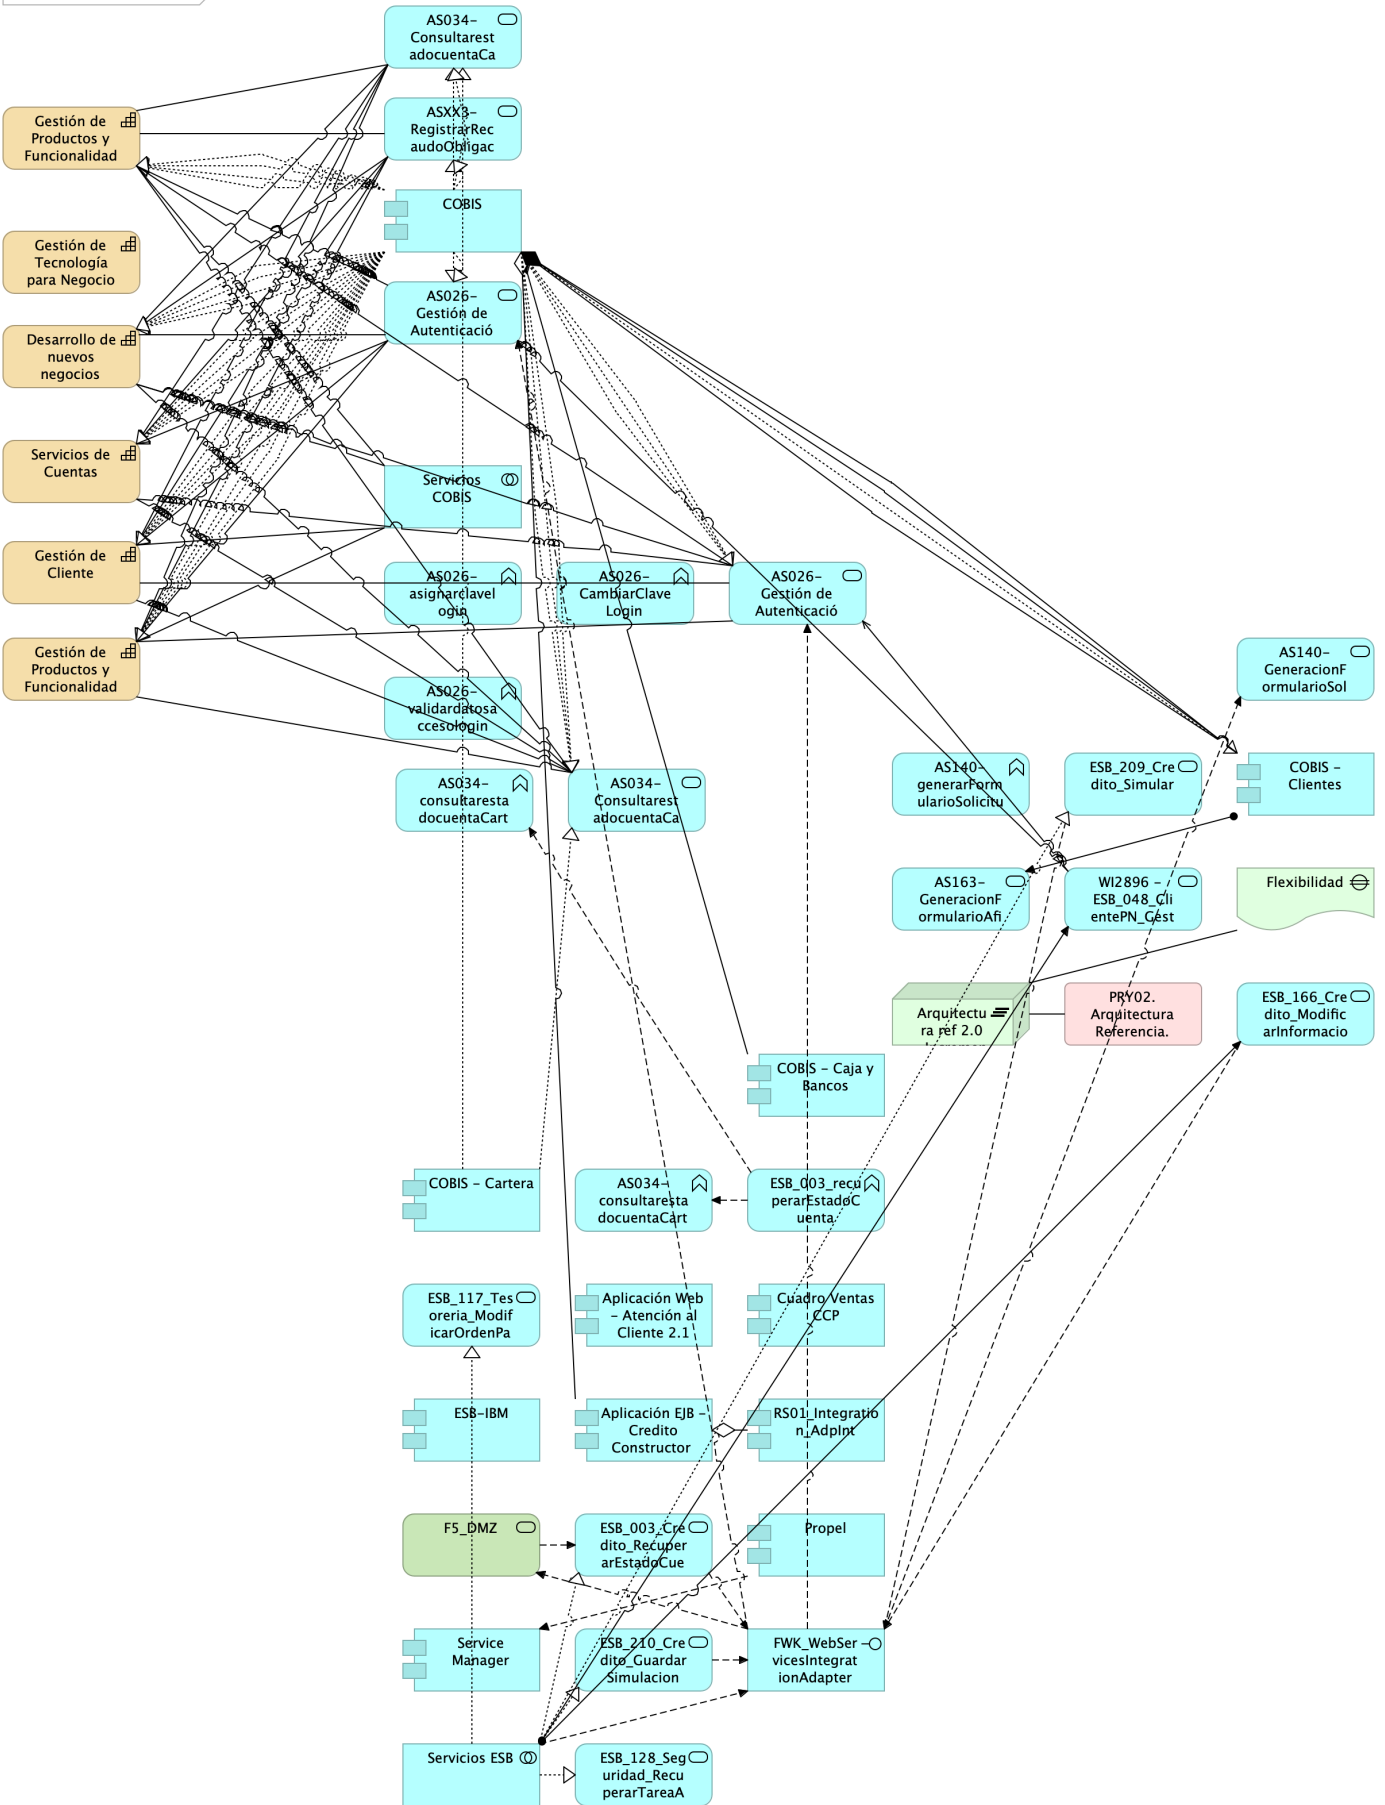 AS034-
Consultarest
adocuentaCa
Gestión de
Productos y
Funcionalidad
ASXX3-
RegistrarRec
audoObligac
COBIS
Gestión de
Tecnología
para Negocio
AS026-
Gestión de
Autenticació
Desarrollo de
nuevos
negocios
Servicios de
Cuentas
Servicios
COBIS
Gestión de
Cliente
AS026-
asignarclavel
ogin
AS026-
CambiarClave
Login
AS026-
Gestión de
Autenticació
Gestión de
Productos y
Funcionalidad
AS026-
validardatosa
ccesologin
AS140-
GeneracionF
ormularioSol
AS034-
consultaresta
docuentaCart
AS034-
Consultarest
adocuentaCa
AS140-
generarForm
ularioSolicitu
ESB_209_Cre
dito_Simular
COBIS -
Clientes
AS163-
GeneracionF
ormularioAfi
WI2896 -
ESB_048_Cli
entePN_Gest
Flexibilidad
Arquitectu
ra ref 2.0
PRY02.
Arquitectura
Referencia.
ESB_166_Cre
dito_Modific
arInformacio
COBIS - Caja y
Bancos
COBIS - Cartera
AS034-
consultaresta
docuentaCart
ESB_003_recu
perarEstadoC
uenta
ESB_117_Tes
oreria_Modif
icarOrdenPa
Aplicación Web
- Atención al
Cliente 2.1
Cuadro Ventas
CCP
ESB-IBM
Aplicación EJB -
Credito
Constructor
RS01_Integratio
n_AdpInt
F5_DMZ
ESB_003_Cre
dito_Recuper
arEstadoCue
Propel
Service
Manager
ESB_210_Cre
dito_Guardar
Simulacion
FWK_WebSer
vicesIntegrat
ionAdapter
Servicios ESB
ESB_128_Seg
uridad_Recu
perarTareaA